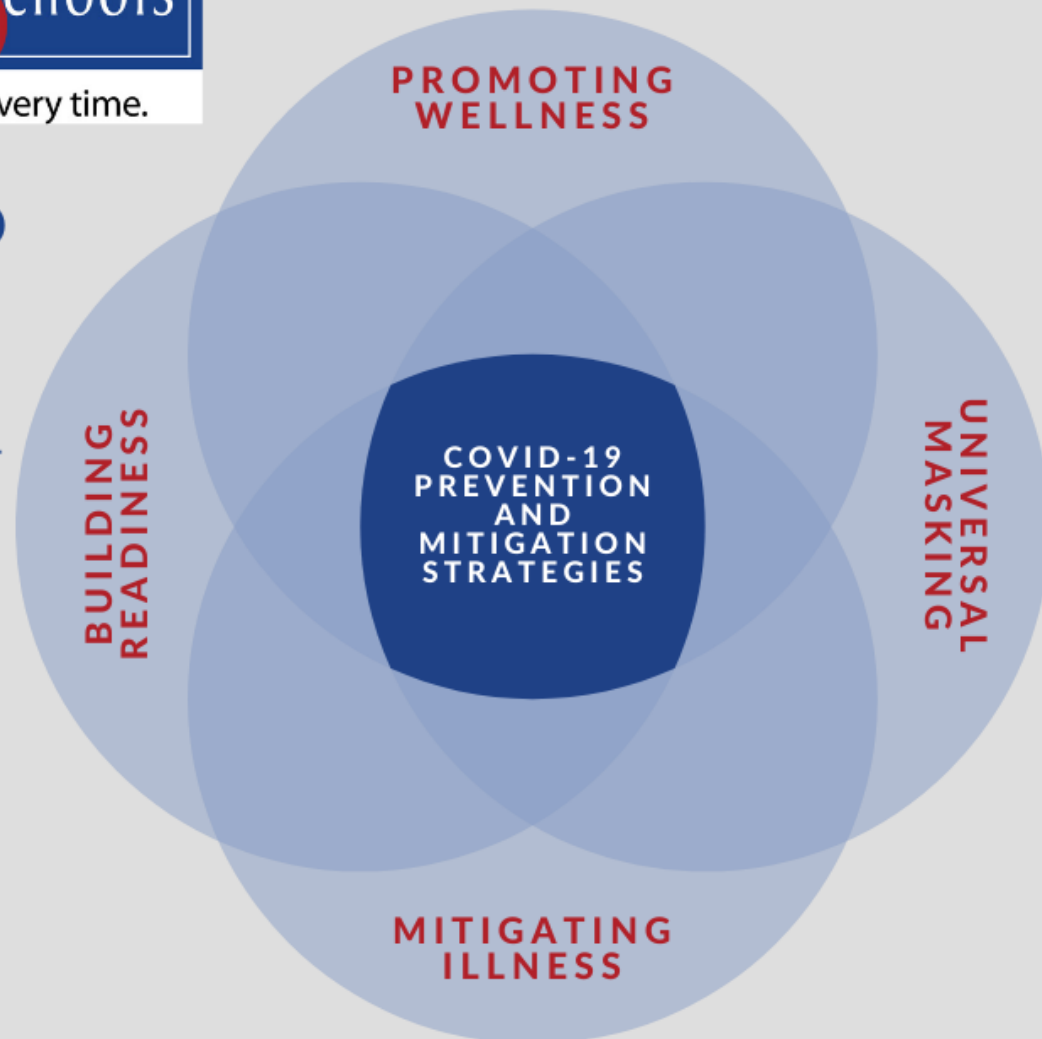 very time.
PROMOTING
WELLNESS
BUILDING
READINESS
COVID-19
PREVENTION
AND
MITIGATION
STRATEGIES
UNIVERSAL
MASKING
MITIGATING
ILLNESS